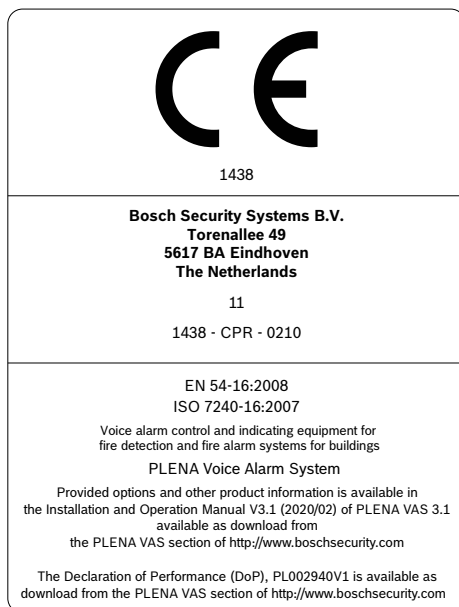 CE
1438
Bosch Security Systems B.V.
Torenallee 49
5617 BA Eindhoven
The Netherlands
11
1438 - CPR - 0210
EN 54-16:2008
ISO 7240-16:2007
Voice alarm control and indicating equipment for
fire detection and fire alarm systems for buildings
PLENA Voice Alarm System
Provided options and other product information is available in
the Installation and Operation Manual V3.1 (2020/02) of PLENA VAS 3.1
available as download from
the PLENA VAS section of http://www.boschsecurity.com
The Declaration of Performance (DoP), PL002940V1 is available as
download from the PLENA VAS section of http://www.boschsecurity.com